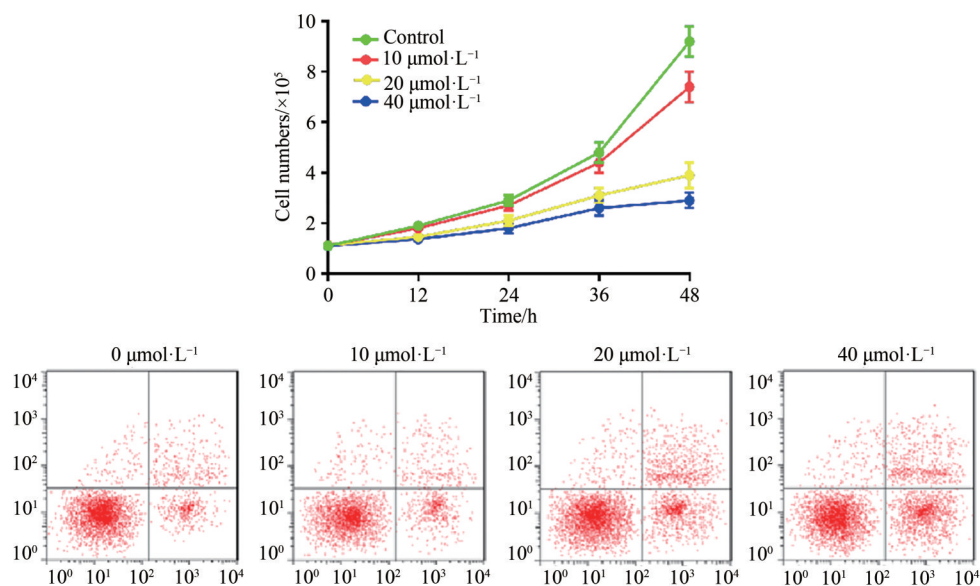 10
8
6
4
2
0
Cell numbers/×10⁵
Control
10 μmol·L⁻¹
20 μmol·L⁻¹
40 μmol·L⁻¹
0 12 24 36 48
Time/h
0 μmol·L⁻¹
10⁴
10³
10²
10¹
10⁰
10⁰ 10¹ 10² 10³ 10⁴
10 μmol·L⁻¹
10⁴
10³
10²
10¹
10⁰
10⁰ 10¹ 10² 10³ 10⁴
20 μmol·L⁻¹
10⁴
10³
10²
10¹
10⁰
10⁰ 10¹ 10² 10³ 10⁴
40 μmol·L⁻¹
10⁴
10³
10²
10¹
10⁰
10⁰ 10¹ 10² 10³ 10⁴